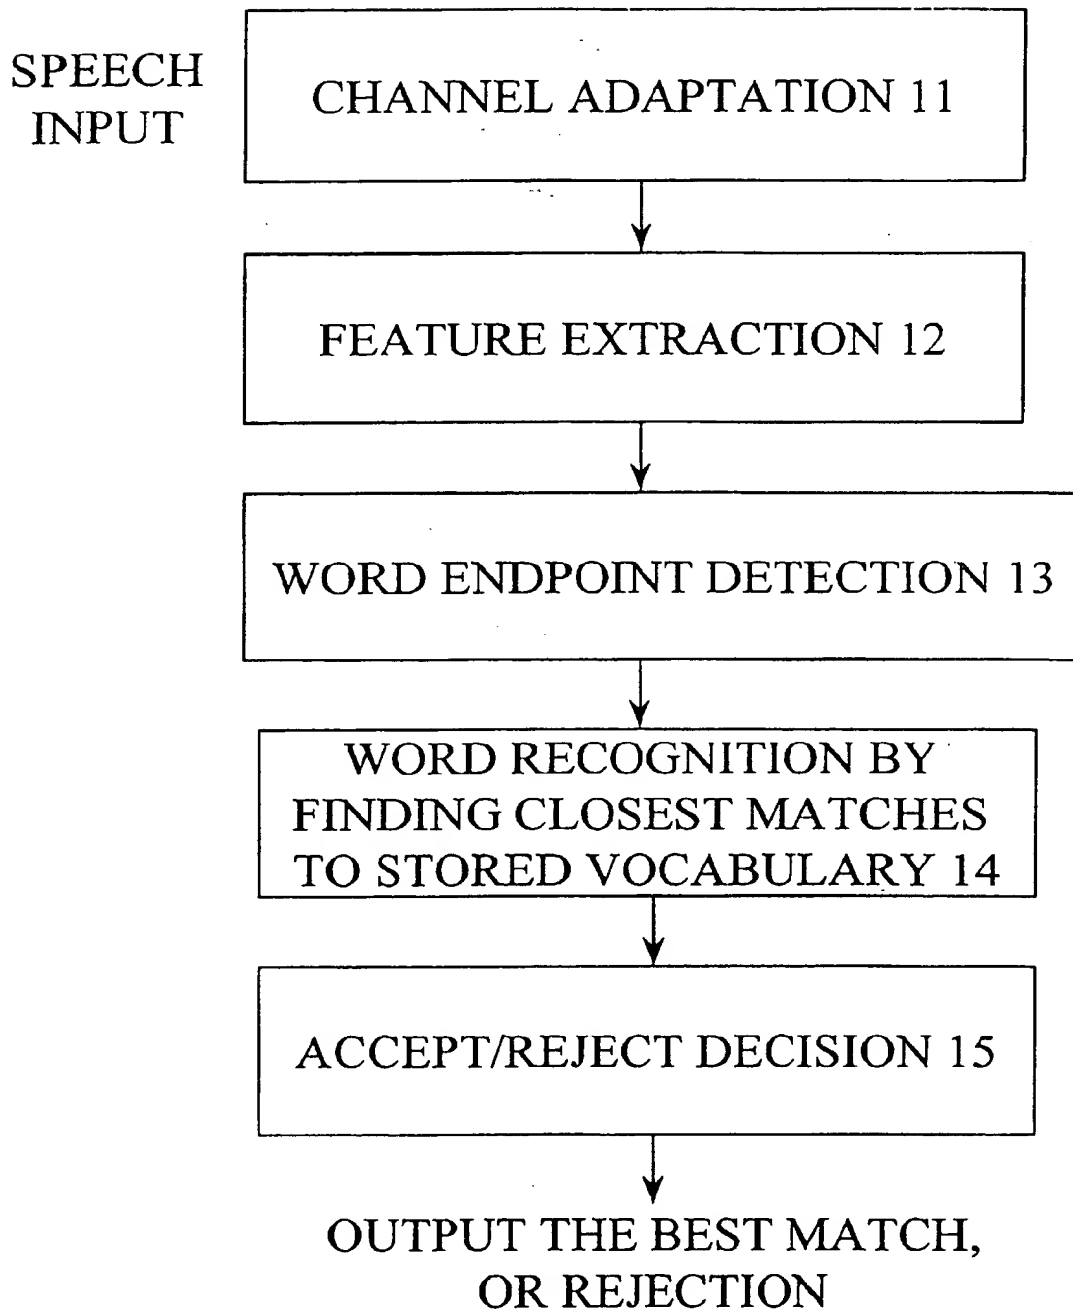 SPEECH
INPUT
CHANNEL ADAPTATION 11
FEATURE EXTRACTION 12
WORD ENDPOINT DETECTION 13
WORD RECOGNITION BY
FINDING CLOSEST MATCHES
TO STORED VOCABULARY 14
ACCEPT/REJECT DECISION 15
OUTPUT THE BEST MATCH,
OR REJECTION